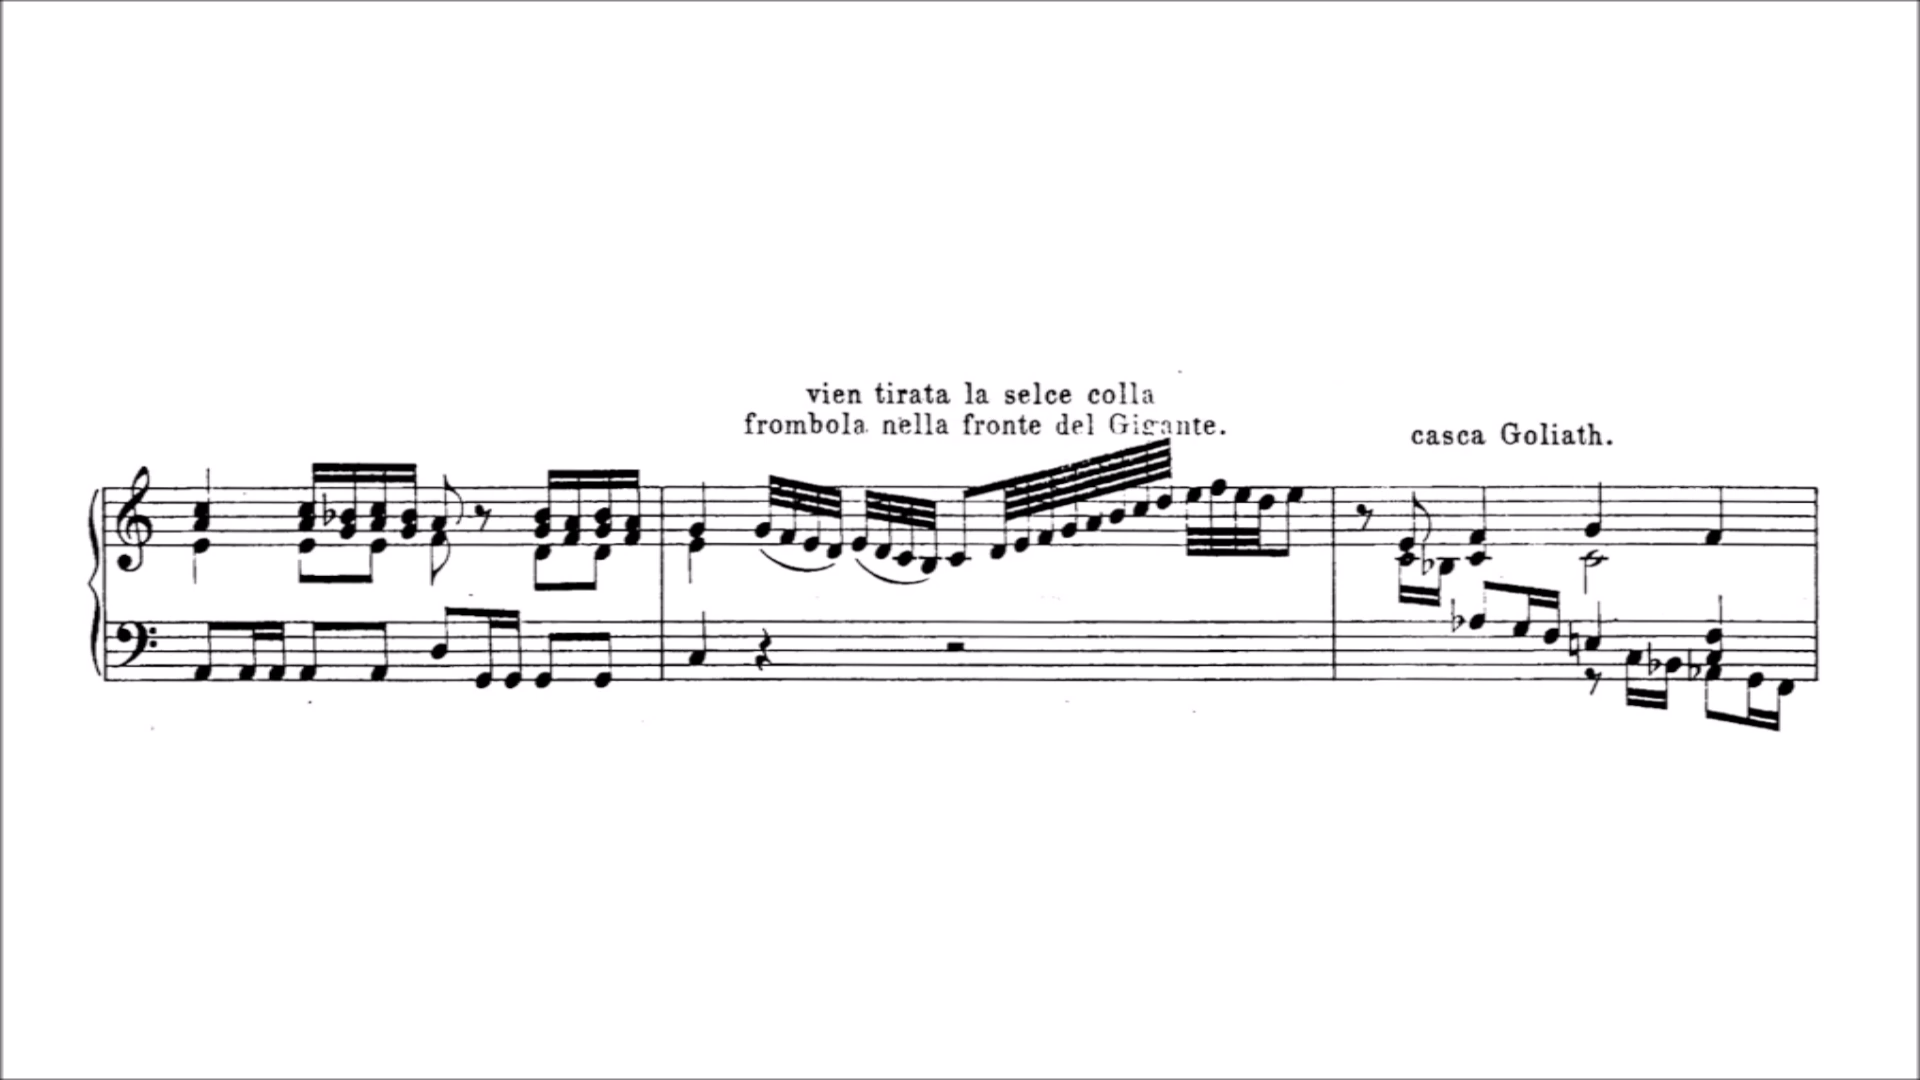 vien tirata la selce colla
frombola nella fronte del Gigante.
casca Goliath.